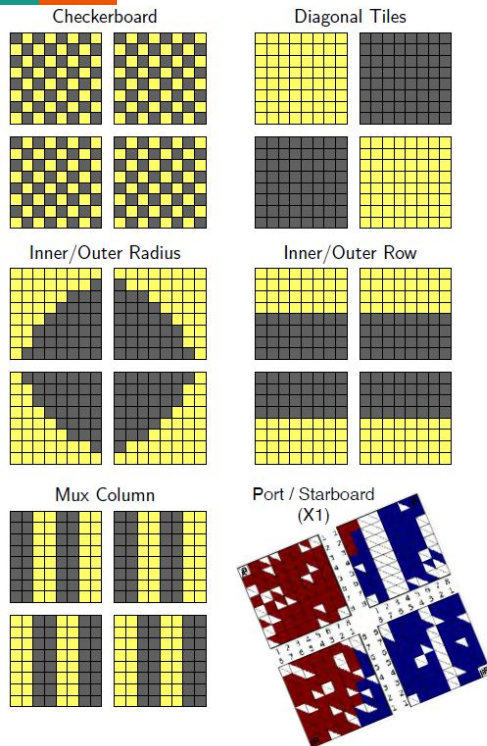 Checkerboard
Diagonal Tiles
Inner/Outer Radius
Inner/Outer Row
Mux Column
Port / Starboard
(X1)